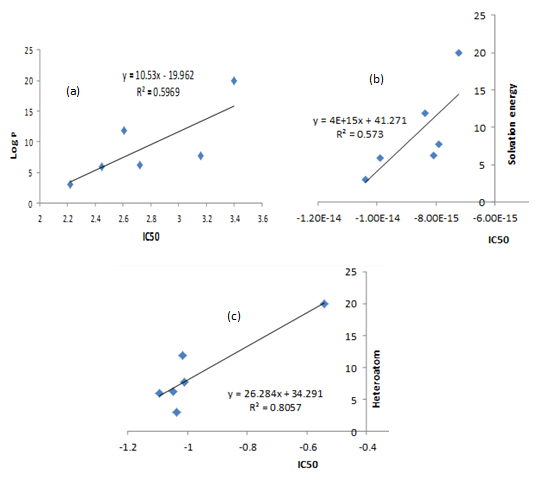 (a)
y = 10.53x - 19.962
R² = 0.5969
25
20
15
10
5
0
2 2.2 2.4 2.6 2.8 3 3.2 3.4 3.6
Log P
IC50
(b)
y = 4E+15x + 41.271
R² = 0.573
25
20
15
10
5
0
-1.20E-14 -1.00E-14 -8.00E-15 -6.00E-15
Solvation energy
IC50
(c)
y = 26.284x + 34.291
R² = 0.8057
25
20
15
10
5
0
-1.2 -1 -0.8 -0.6 -0.4
Heteroatom
IC50